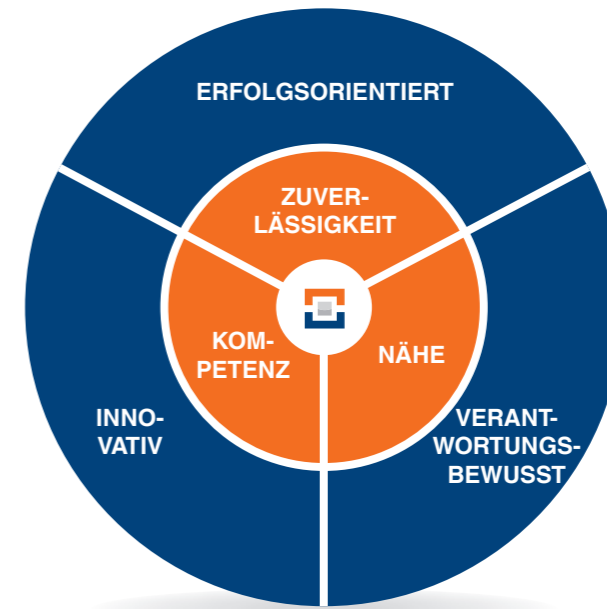 ERFOLGSORIENTIERT
ZUVER-
LÄSSIGKEIT
KOM-
PETENZ
NÄHE
INNO-
VATIV
VERANT-
WORTUNGS-
BEWUSST